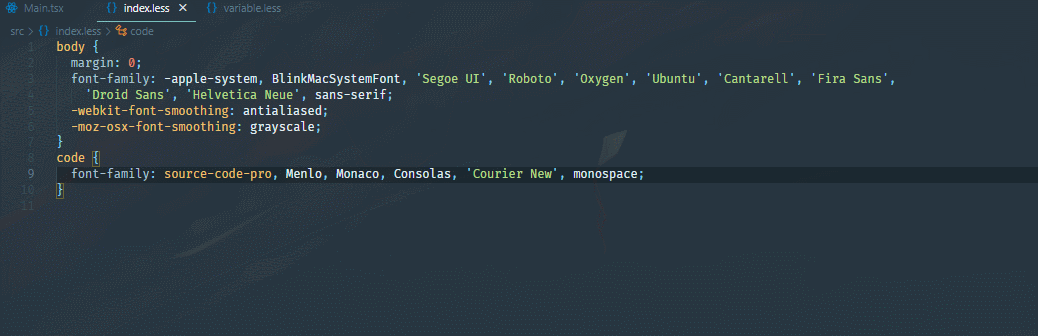 Main.tsx {} index.less × {} variable.less
src > {} index.less > code
1 body {
2 margin: 0;
3 font-family: -apple-system, BlinkMacSystemFont, 'Segoe UI', 'Roboto', 'Oxygen', 'Ubuntu', 'Cantarell', 'Fira Sans',
4 'Droid Sans', 'Helvetica Neue', sans-serif;
5 -webkit-font-smoothing: antialiased;
6 -moz-osx-font-smoothing: grayscale;
7 }
8 code {
9 font-family: source-code-pro, Menlo, Monaco, Consolas, 'Courier New', monospace;
10 }
11